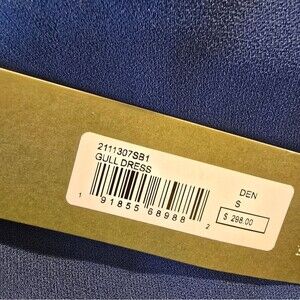 2111307SB1
GULL DRESS
DEN
S
$ 298.00
1 91855 68988 2